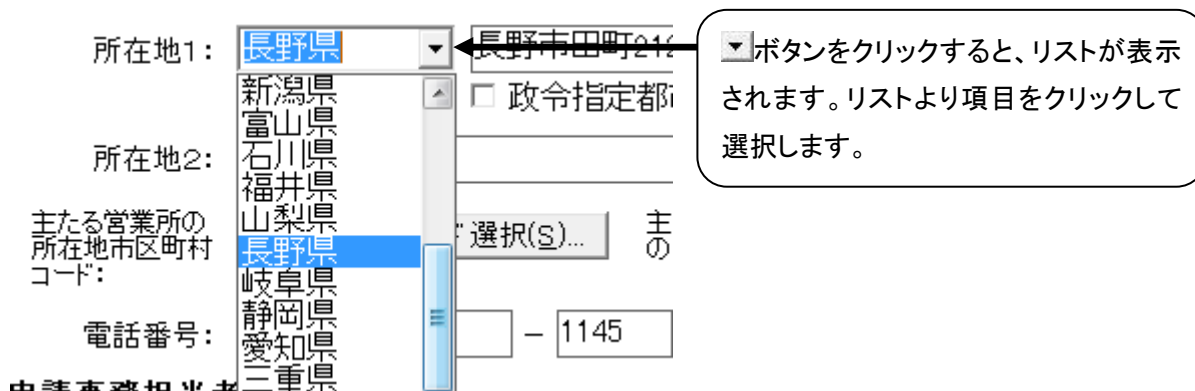 所在地1: 長野県 長野市田町212
▼ボタンをクリックすると、リストが表示
されます。リストより項目をクリックして
選択します。
新潟県
□ 政令指定都
富山県
所在地2:
石川県
福井県
山梨県
主たる営業所の
所在地市区町村
コード:
長野県
選択(S)...
主
の
岐阜県
静岡県
電話番号:
愛知県
- 1145
三重県
申請事務担当者